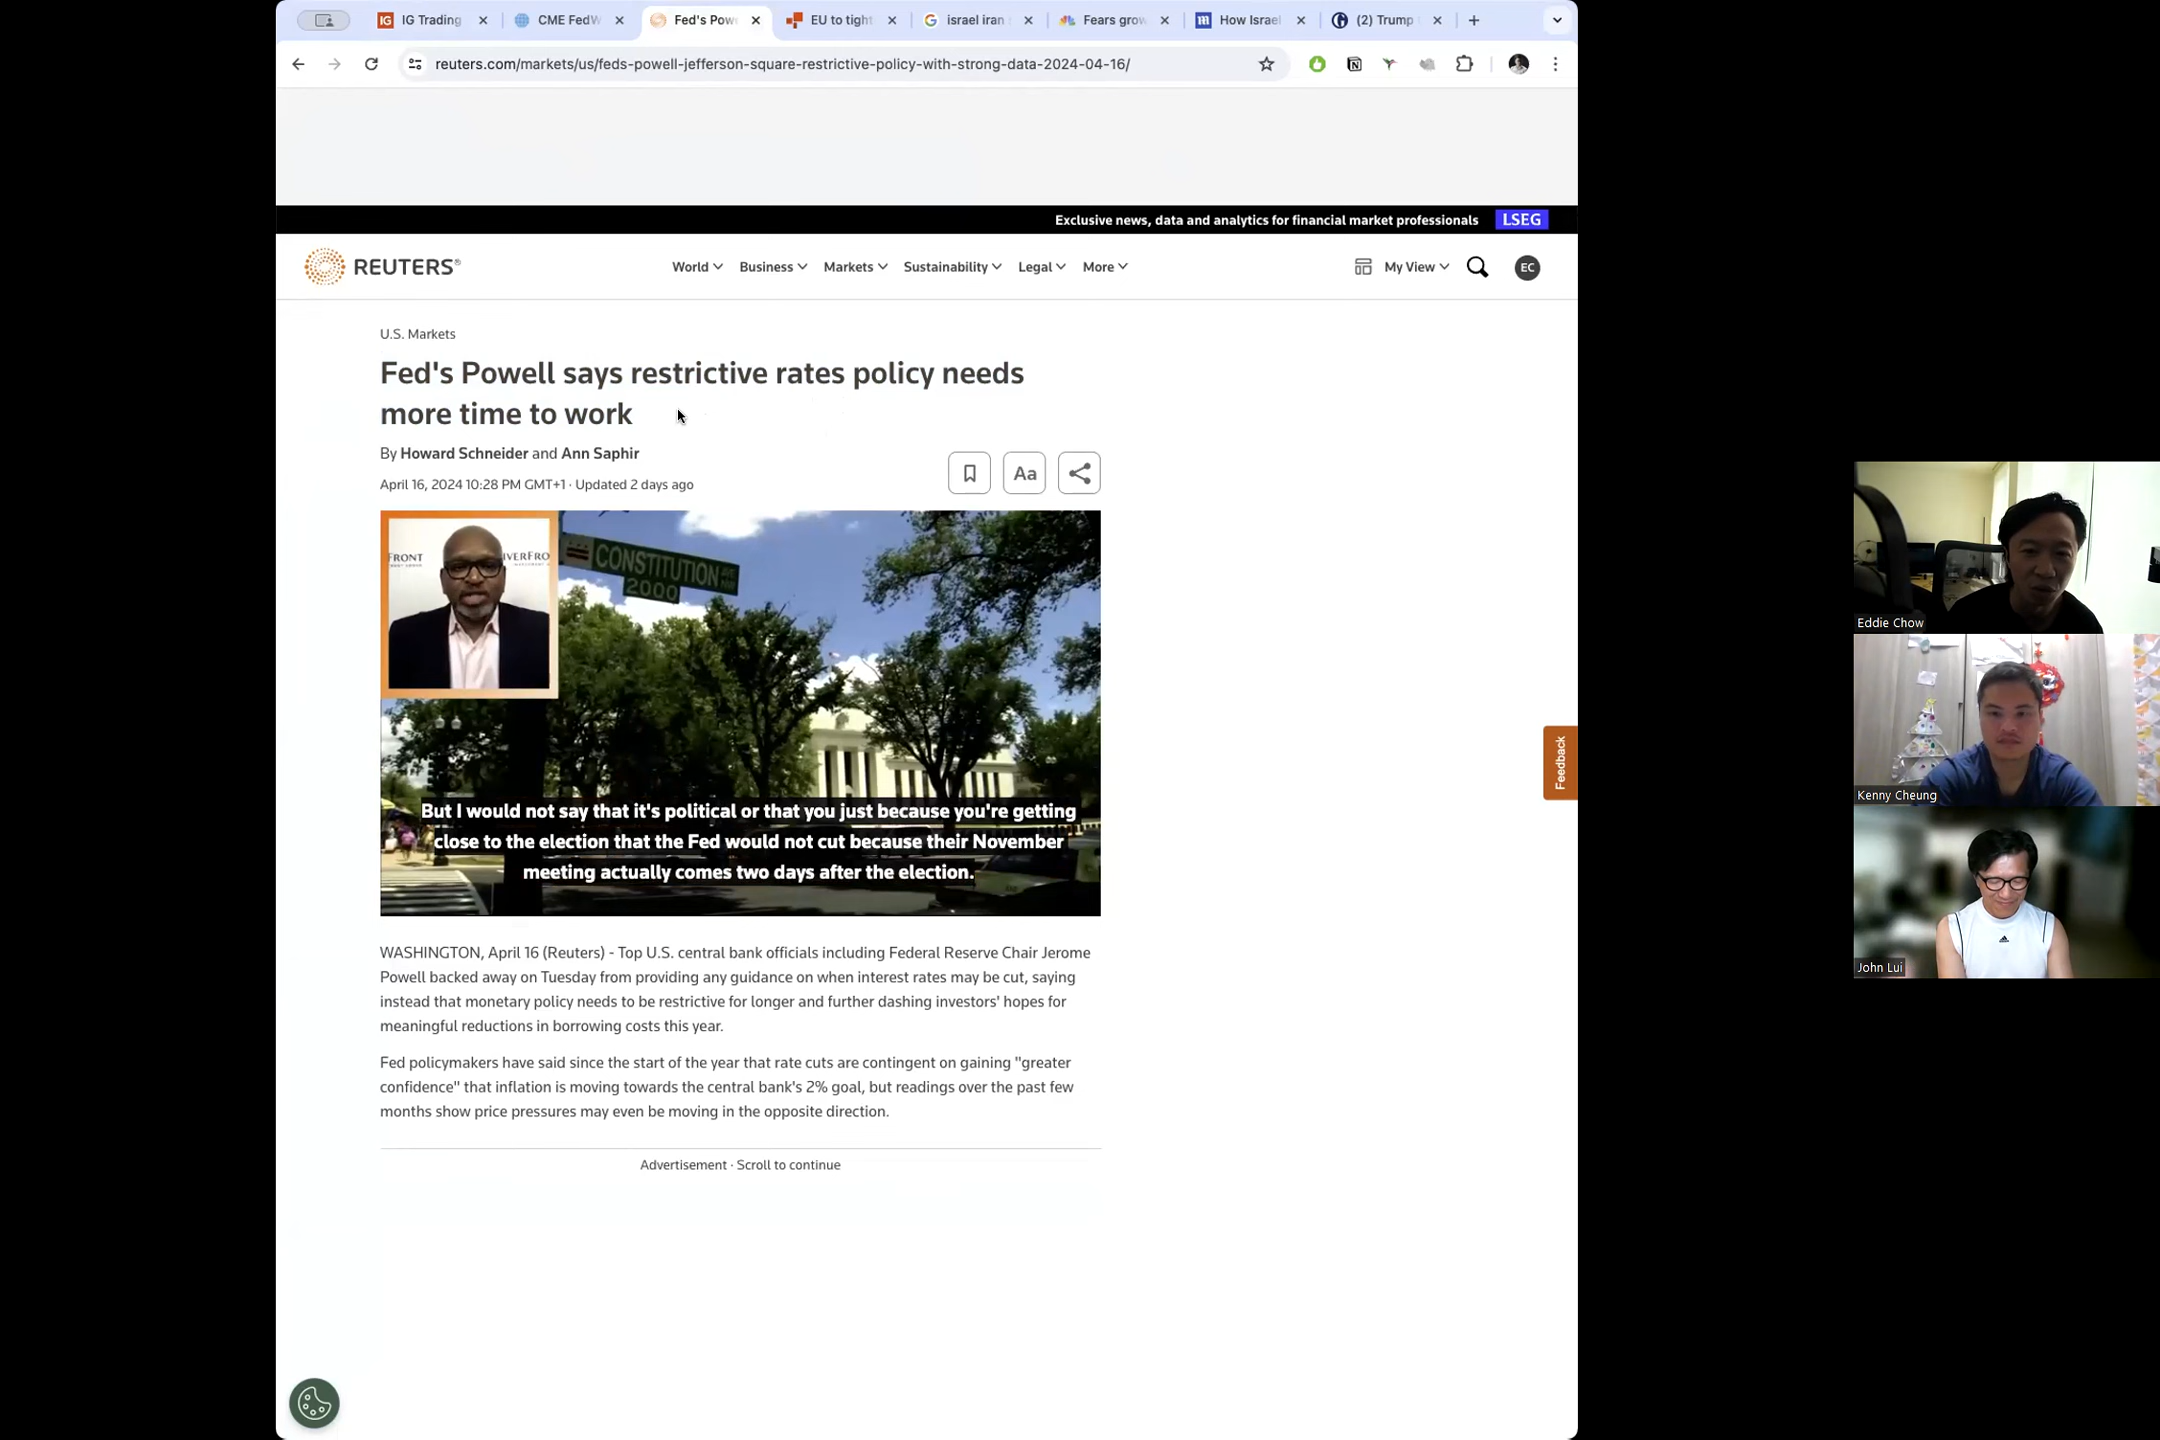 IG Trading
CME FedW
Fed's Pow
EU to tight
israel iran
Fears grow
How Israel
(2) Trump
reuters.com/markets/us/feds-powell-jefferson-square-restrictive-policy-with-strong-data-2024-04-16/
Exclusive news, data and analytics for financial market professionals LSEG
REUTERS®
World
Business
Markets
Sustainability
Legal
More
My View
EC
U.S. Markets
Fed's Powell says restrictive rates policy needs
more time to work
By Howard Schneider and Ann Saphir
April 16, 2024 10:28 PM GMT+1 · Updated 2 days ago
Aa
FRONT
IVERFRO
CONSTITUTION AVE NW
2000
But I would not say that it's political or that you just because you're getting
close to the election that the Fed would not cut because their November
meeting actually comes two days after the election.
WASHINGTON, April 16 (Reuters) - Top U.S. central bank officials including Federal Reserve Chair Jerome
Powell backed away on Tuesday from providing any guidance on when interest rates may be cut, saying
instead that monetary policy needs to be restrictive for longer and further dashing investors' hopes for
meaningful reductions in borrowing costs this year.
Fed policymakers have said since the start of the year that rate cuts are contingent on gaining "greater
confidence" that inflation is moving towards the central bank's 2% goal, but readings over the past few
months show price pressures may even be moving in the opposite direction.
Advertisement · Scroll to continue
Feedback
Eddie Chow
Kenny Cheung
John Lui